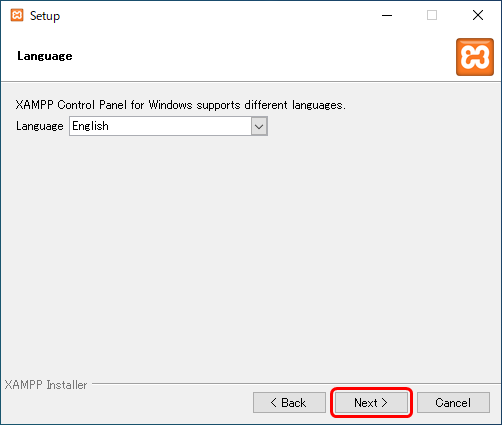 Setup
Language
XAMPP Control Panel for Windows supports different languages.
Language English
XAMPP Installer
< Back Next > Cancel